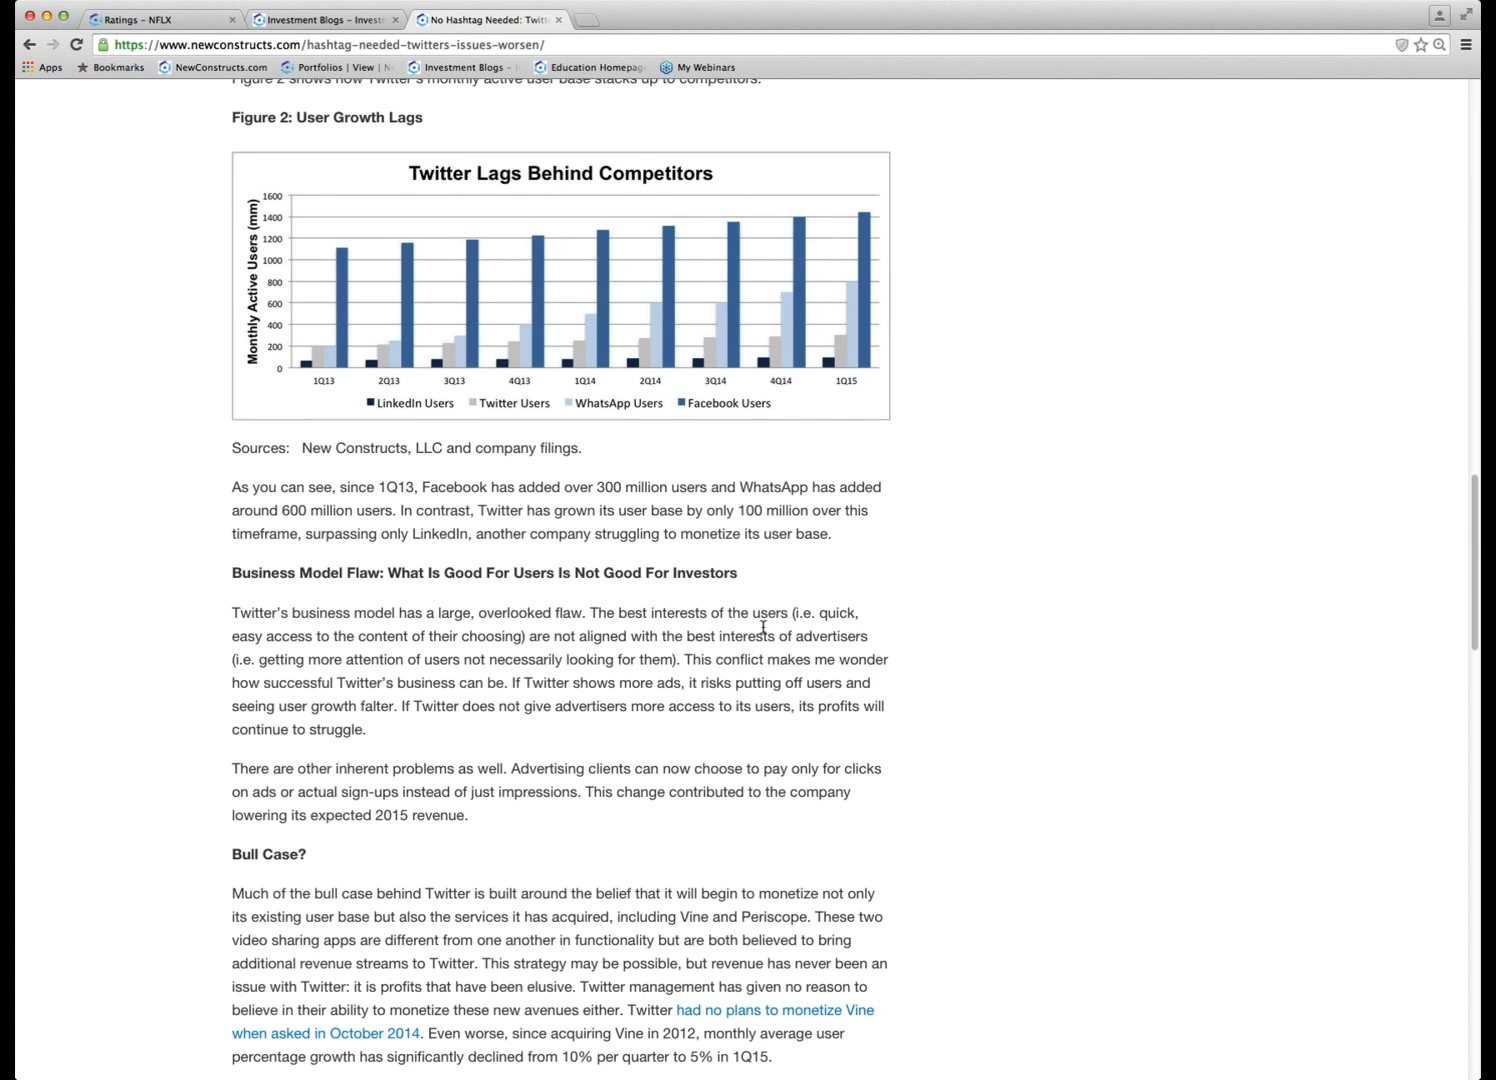 Ratings – NFLX
Investment Blogs – Invest
No Hashtag Needed: Twitt
https://www.newconstructs.com/hashtag-needed-twitters-issues-worsen/
Apps Bookmarks NewConstructs.com Portfolios | View | N Investment Blogs – Education Homepag My Webinars
Figure 2 shows how Twitter's monthly active user base stacks up to competitors.
Figure 2: User Growth Lags
Twitter Lags Behind Competitors
Monthly Active Users (mm)
1600
1400
1200
1000
800
600
400
200
0
1Q13 2Q13 3Q13 4Q13 1Q14 2Q14 3Q14 4Q14 1Q15
LinkedIn Users Twitter Users WhatsApp Users Facebook Users
Sources: New Constructs, LLC and company filings.
As you can see, since 1Q13, Facebook has added over 300 million users and WhatsApp has added
around 600 million users. In contrast, Twitter has grown its user base by only 100 million over this
timeframe, surpassing only LinkedIn, another company struggling to monetize its user base.
Business Model Flaw: What Is Good For Users Is Not Good For Investors
Twitter's business model has a large, overlooked flaw. The best interests of the users (i.e. quick,
easy access to the content of their choosing) are not aligned with the best interests of advertisers
(i.e. getting more attention of users not necessarily looking for them). This conflict makes me wonder
how successful Twitter's business can be. If Twitter shows more ads, it risks putting off users and
seeing user growth falter. If Twitter does not give advertisers more access to its users, its profits will
continue to struggle.
There are other inherent problems as well. Advertising clients can now choose to pay only for clicks
on ads or actual sign-ups instead of just impressions. This change contributed to the company
lowering its expected 2015 revenue.
Bull Case?
Much of the bull case behind Twitter is built around the belief that it will begin to monetize not only
its existing user base but also the services it has acquired, including Vine and Periscope. These two
video sharing apps are different from one another in functionality but are both believed to bring
additional revenue streams to Twitter. This strategy may be possible, but revenue has never been an
issue with Twitter: it is profits that have been elusive. Twitter management has given no reason to
believe in their ability to monetize these new avenues either. Twitter had no plans to monetize Vine
when asked in October 2014. Even worse, since acquiring Vine in 2012, monthly average user
percentage growth has significantly declined from 10% per quarter to 5% in 1Q15.